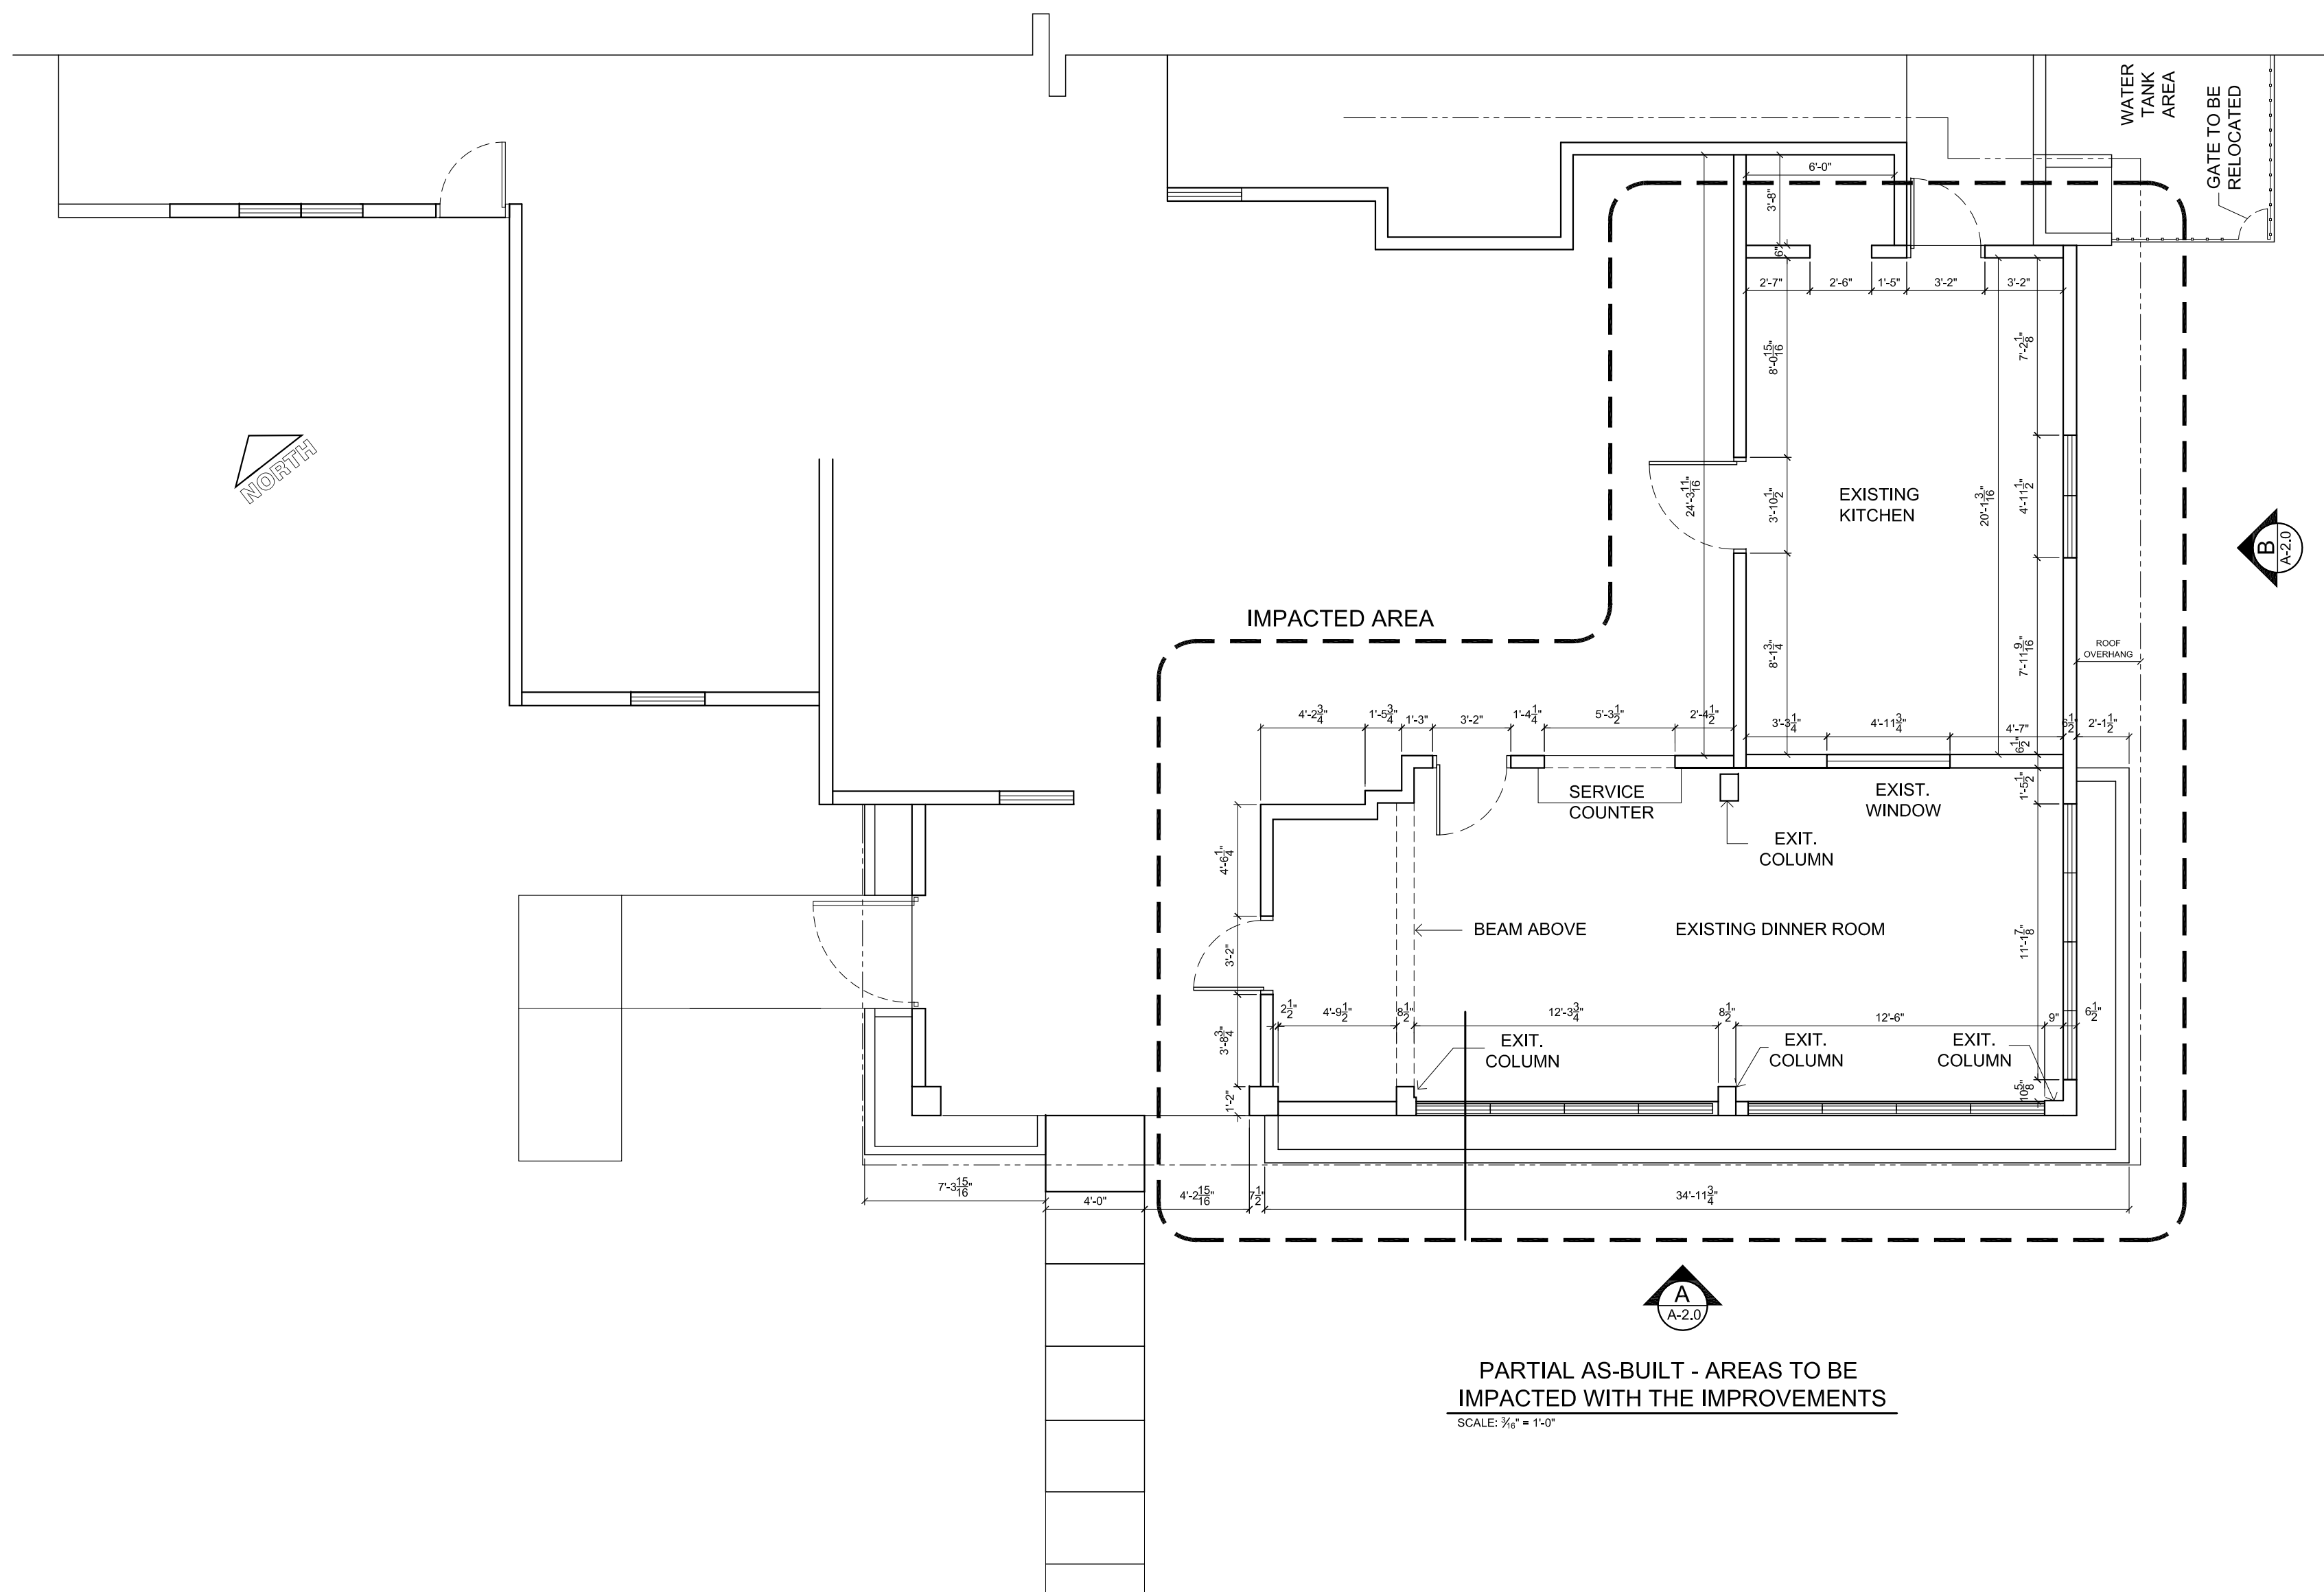 WATER
TANK
AREA
GATE TO BE
RELOCATED
6'-0"
3'-8"
6"
2'-7"
2'-6"
1'-5"
3'-2"
3'-2"
8'-0 15/16"
7'-2 1/8"
NORTH
24'-3 11/16"
3'-10 1/2"
EXISTING
KITCHEN
20'-1 3/16"
4'-11 1/2"
B
A-2.0
IMPACTED AREA
8'-1 3/4"
7'-11 9/16"
ROOF
OVERHANG
4'-2 3/4"
1'-5 3/4"
1'-3"
3'-2"
1'-4 1/4"
5'-3 1/2"
2'-4 1/2"
3'-3 1/4"
4'-11 3/4"
4'-7"
6 1/2"
2'-1 1/2"
6 1/2"
1'-5 1/2"
SERVICE
COUNTER
EXIST.
WINDOW
EXIT.
COLUMN
4'-6 1/4"
BEAM ABOVE
EXISTING DINNER ROOM
11'-1 7/8"
3'-2"
2 1/2"
4'-9 1/2"
8 1/2"
12'-3 3/4"
8 1/2"
12'-6"
9"
6 1/2"
3'-8 3/4"
EXIT.
COLUMN
EXIT.
COLUMN
EXIT.
COLUMN
10 5/8"
1'-2"
7'-3 15/16"
4'-0"
4'-2 15/16"
7 1/2"
34'-11 3/4"
A
A-2.0
PARTIAL AS-BUILT - AREAS TO BE
IMPACTED WITH THE IMPROVEMENTS
SCALE: 3/16" = 1'-0"